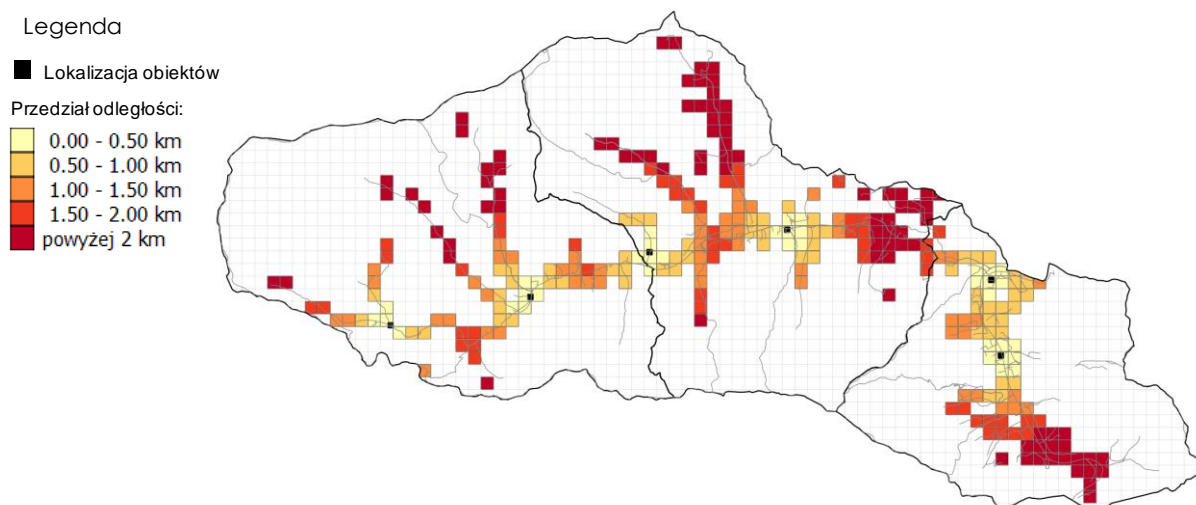 Legenda
Lokalizacja obiektów
Przedział odległości:
0.00 - 0.50 km
0.50 - 1.00 km
1.00 - 1.50 km
1.50 - 2.00 km
powyżej 2 km